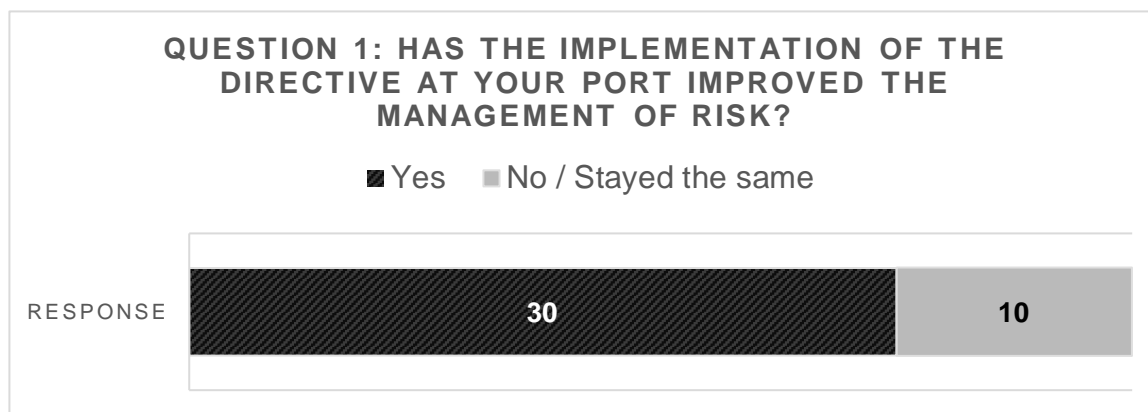 QUESTION 1: HAS THE IMPLEMENTATION OF THE
DIRECTIVE AT YOUR PORT IMPROVED THE
MANAGEMENT OF RISK?
Yes No / Stayed the same
RESPONSE 30 10